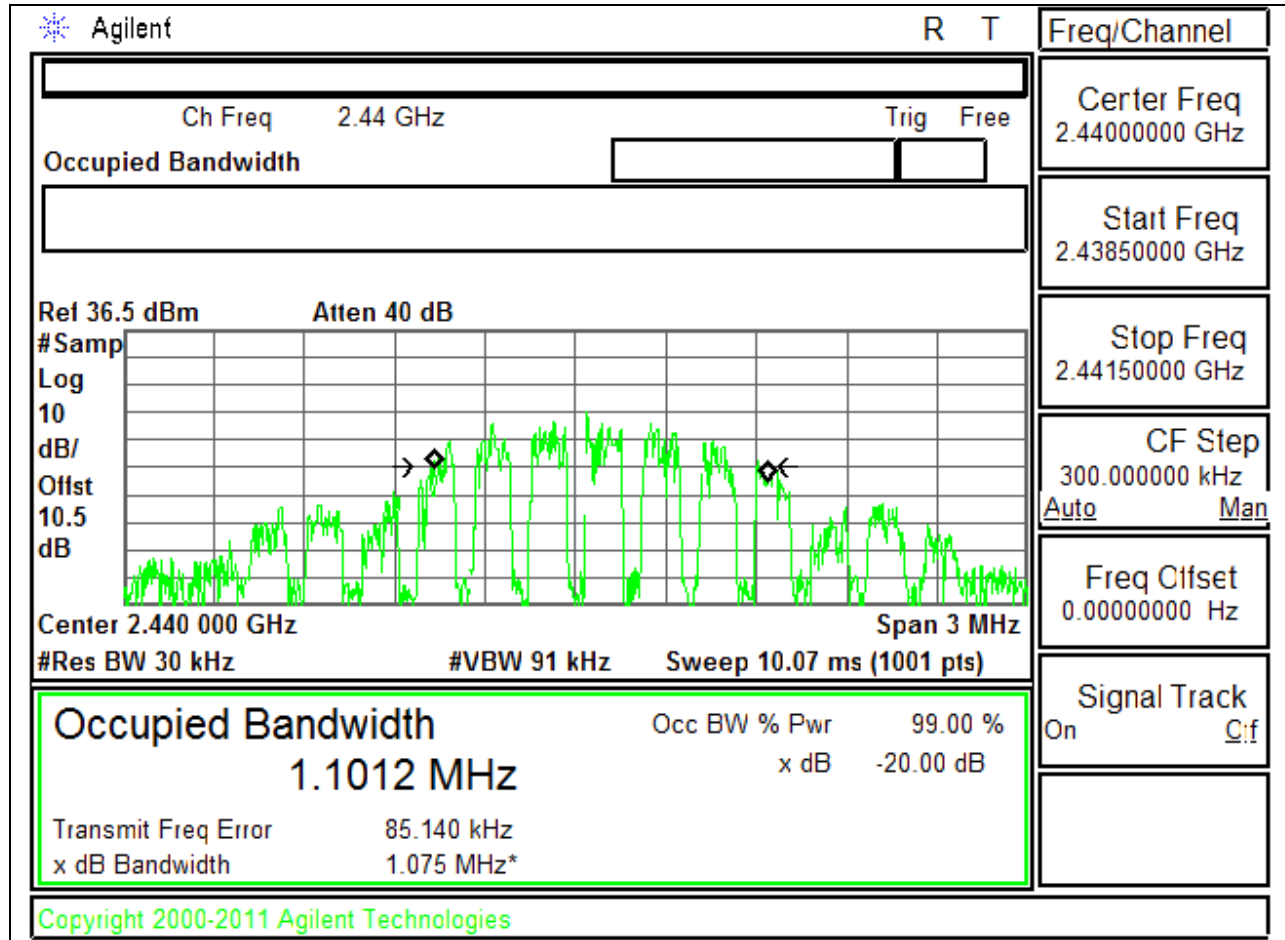 Agilent R T
Freq/Channel
Ch Freq 2.44 GHz Trig Free
Occupied Bandwidth
Center Freq
2.44000000 GHz
Start Freq
2.43850000 GHz
Stop Freq
2.44150000 GHz
CF Step
300.000000 kHz
Auto Man
Freq Offset
0.00000000 Hz
Signal Track
On Off
Ref 36.5 dBm Atten 40 dB
#Samp
Log
10
dB/
Offst
10.5
dB
Center 2.440 000 GHz Span 3 MHz
#Res BW 30 kHz #VBW 91 kHz Sweep 10.07 ms (1001 pts)
Occupied Bandwidth
1.1012 MHz
Occ BW % Pwr 99.00 %
x dB -20.00 dB
Transmit Freq Error 85.140 kHz
x dB Bandwidth 1.075 MHz*
Copyright 2000-2011 Agilent Technologies